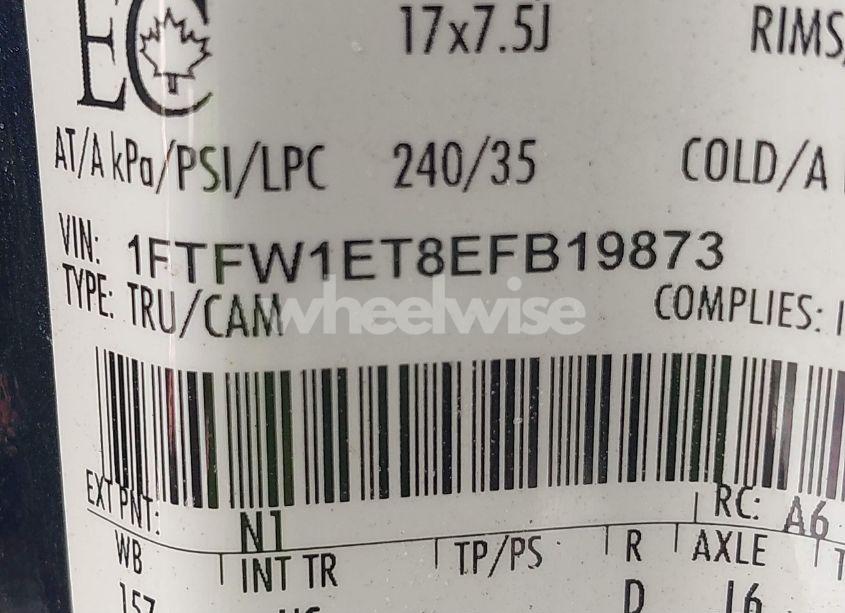 EC
17x7.5J RIMS
AT/A kPa/PSI/LPC 240/35 COLD/A
VIN: 1FTFW1ET8EFB19873
TYPE: TRU/CAM COMPLIES:
wheelwise
EXT PNT: N1 RC: A6
WB INT TR TP/PS R AXLE
157 D 16